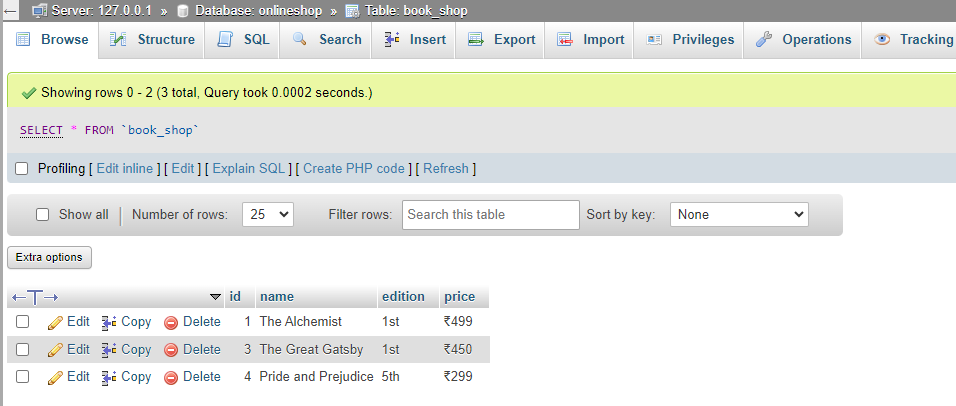 Server: 127.0.0.1 » Database: onlineshop » Table: book_shop
Browse Structure SQL Search Insert Export Import Privileges Operations Tracking
Showing rows 0 - 2 (3 total, Query took 0.0002 seconds.)
SELECT * FROM `book_shop`
Profiling [ Edit inline ] [ Edit ] [ Explain SQL ] [ Create PHP code ] [ Refresh ]
Show all Number of rows: 25 Filter rows: Search this table Sort by key: None
Extra options
←T→ id name edition price
Edit Copy Delete 1 The Alchemist 1st ₹499
Edit Copy Delete 3 The Great Gatsby 1st ₹450
Edit Copy Delete 4 Pride and Prejudice 5th ₹299